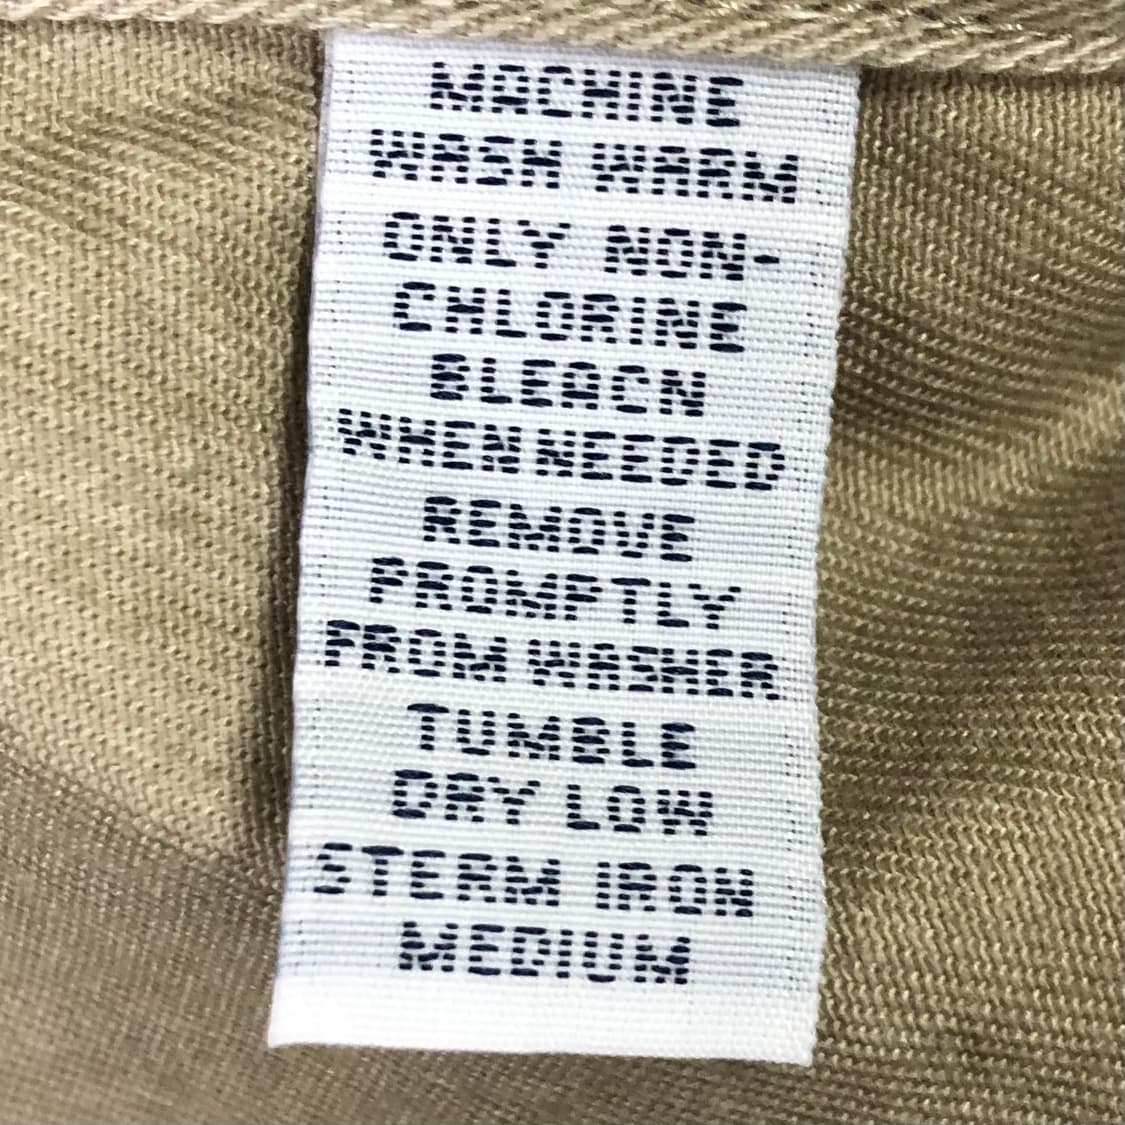 MACHINE
WASH WARM
ONLY NON-
CHLORINE
BLEACN
WHEN NEEDED
REMOVE
PROMPTLY
FROM WASHER
TUMBLE
DRY LOW
STERM IRON
MEDIUM